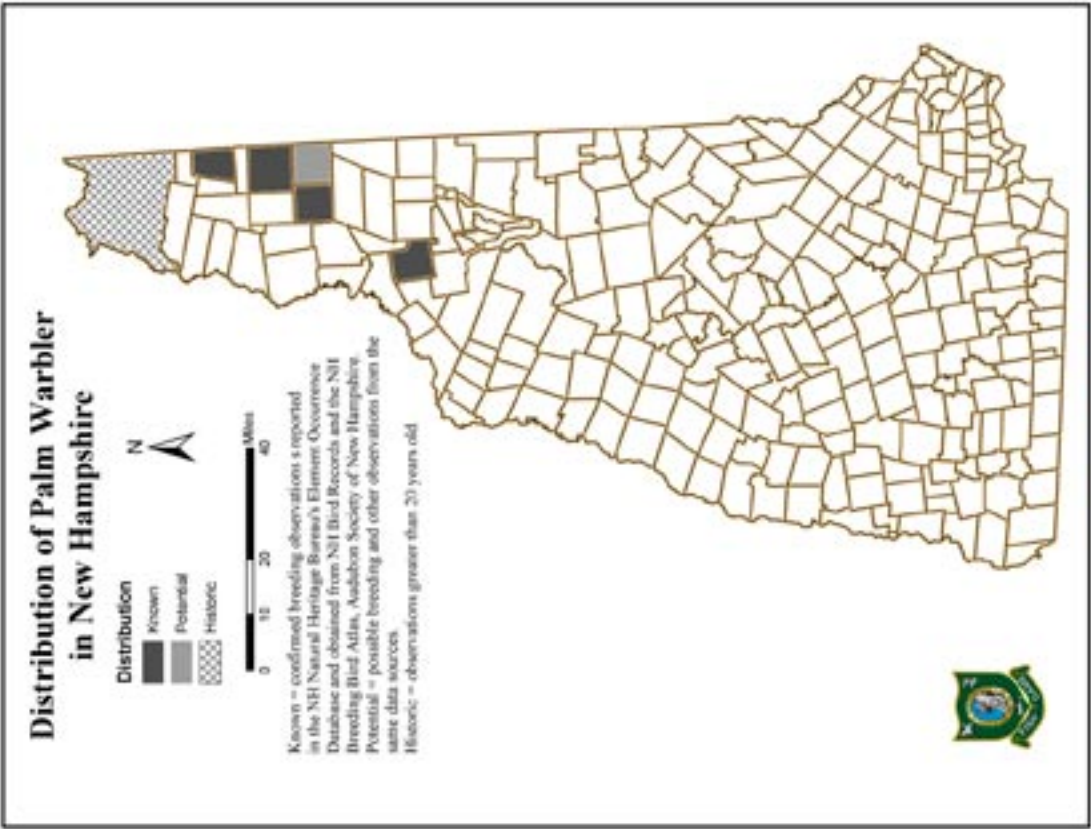 Distribution of Palm Warbler
in New Hampshire
N
Distribution
Known
Potential
Historic
0 10 20 40
Miles
Known = confirmed breeding observations s reported
in the NH Natural Heritage Bureau's Element Occurrence
Database and obtained from NH Bird Records and the NH
Breeding Bird Atlas, Audubon Society of New Hampshire.
Potential = possible breeding and other observations from the
same data sources.
Historic = observations greater than 20 years old